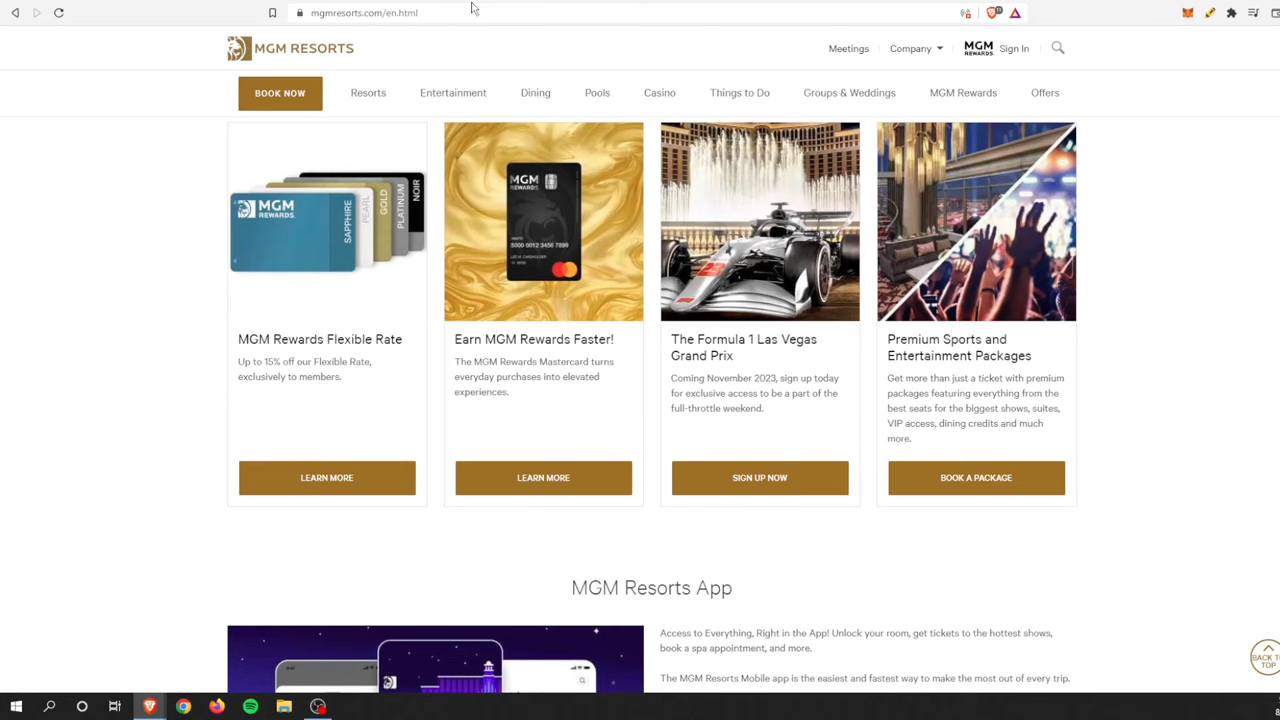 mgmresorts.com/en.html
MGM RESORTS
Meetings
Company
MGM REWARDS
Sign In
BOOK NOW
Resorts
Entertainment
Dining
Pools
Casino
Things to Do
Groups & Weddings
MGM Rewards
Offers
MGM REWARDS
SAPPHIRE
PEARL
GOLD
PLATINUM
NOIR
MGM Rewards Flexible Rate
Up to 15% off our Flexible Rate,
exclusively to members.
LEARN MORE
MGM
REWARDS
5000 0012 3456 7899
Earn MGM Rewards Faster!
The MGM Rewards Mastercard turns
everyday purchases into elevated
experiences.
LEARN MORE
The Formula 1 Las Vegas
Grand Prix
Coming November 2023, sign up today
for exclusive access to be a part of the
full-throttle weekend.
SIGN UP NOW
Premium Sports and
Entertainment Packages
Get more than just a ticket with premium
packages featuring everything from the
best seats for the biggest shows, suites,
VIP access, dining credits and much
more.
BOOK A PACKAGE
MGM Resorts App
Access to Everything, Right in the App! Unlock your room, get tickets to the hottest shows,
book a spa appointment, and more.
The MGM Resorts Mobile app is the easiest and fastest way to make the most out of every trip.
BACK TO
TOP